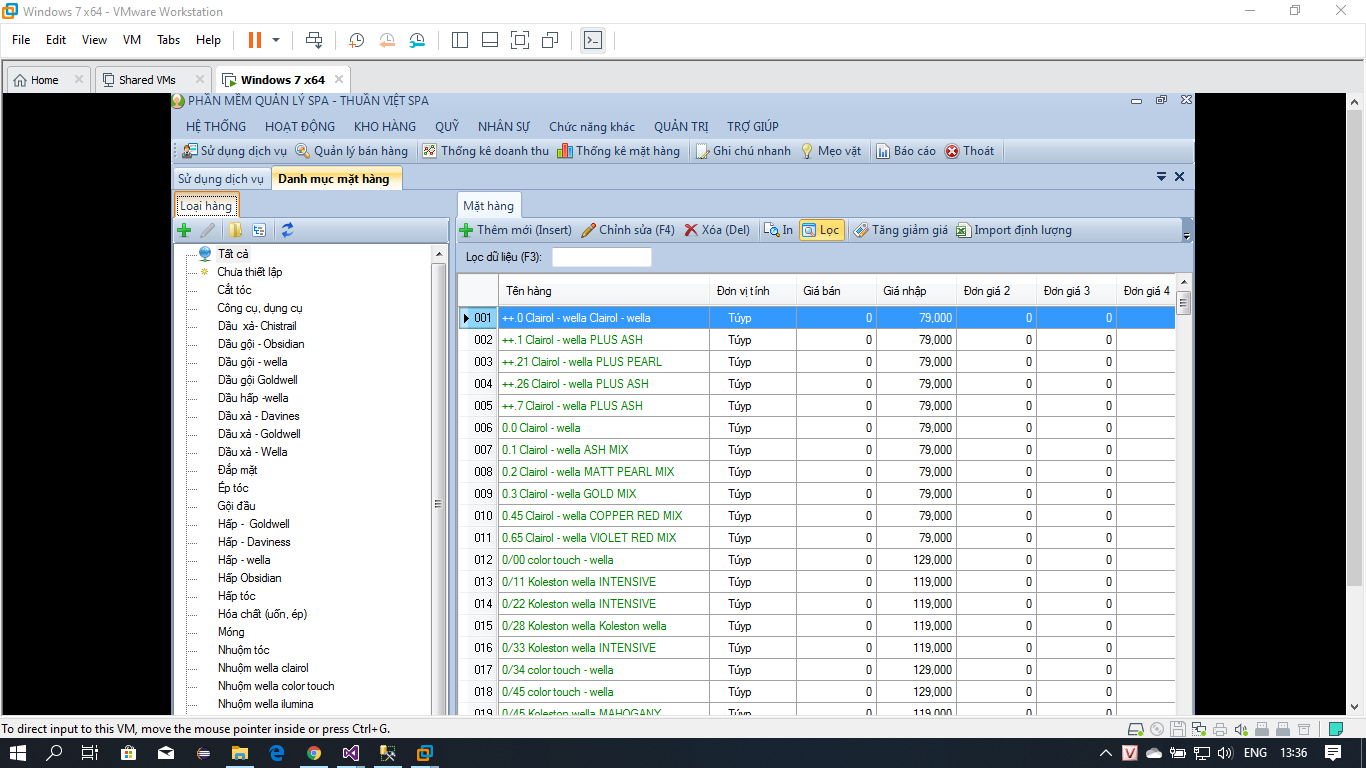 Windows 7 x64 - VMware Workstation
File Edit View VM Tabs Help
Home Shared VMs Windows 7 x64
PHẦN MỀM QUẢN LÝ SPA - THUẦN VIỆT SPA
HỆ THỐNG HOẠT ĐỘNG KHO HÀNG QUỸ NHÂN SỰ Chức năng khác QUẢN TRỊ TRỢ GIÚP
Sử dụng dịch vụ Quản lý bán hàng Thống kê doanh thu Thống kê mặt hàng Ghi chú nhanh Mẹo vặt Báo cáo Thoát
Sử dụng dịch vụ Danh mục mặt hàng
Loại hàng
Tất cả
Chưa thiết lập
Cắt tóc
Công cụ, dụng cụ
Dầu xả- Chistrail
Dầu gội - Obsidian
Dầu gội - wella
Dầu gội Goldwell
Dầu hấp -wella
Dầu xả - Davines
Dầu xả - Goldwell
Dầu xả - Wella
Đắp mặt
Ép tóc
Gội đầu
Hấp - Goldwell
Hấp - Daviness
Hấp - wella
Hấp Obsidian
Hấp tóc
Hóa chất (uốn, ép)
Móng
Nhuộm tóc
Nhuộm wella clairol
Nhuộm wella color touch
Nhuộm wella ilumina
Mặt hàng
Thêm mới (Insert) Chỉnh sửa (F4) Xóa (Del) In Lọc Tăng giảm giá Import định lượng
Lọc dữ liệu (F3):
Tên hàng Đơn vị tính Giá bán Giá nhập Đơn giá 2 Đơn giá 3 Đơn giá 4
001 ++.0 Clairol - wella Clairol - wella Túyp 0 79,000 0 0
002 ++.1 Clairol - wella PLUS ASH Túyp 0 79,000 0 0
003 ++.21 Clairol - wella PLUS PEARL Túyp 0 79,000 0 0
004 ++.26 Clairol - wella PLUS ASH Túyp 0 79,000 0 0
005 ++.7 Clairol - wella PLUS ASH Túyp 0 79,000 0 0
006 0.0 Clairol - wella Túyp 0 79,000 0 0
007 0.1 Clairol - wella ASH MIX Túyp 0 79,000 0 0
008 0.2 Clairol - wella MATT PEARL MIX Túyp 0 79,000 0 0
009 0.3 Clairol - wella GOLD MIX Túyp 0 79,000 0 0
010 0.45 Clairol - wella COPPER RED MIX Túyp 0 79,000 0 0
011 0.65 Clairol - wella VIOLET RED MIX Túyp 0 79,000 0 0
012 0/00 color touch - wella Túyp 0 129,000 0 0
013 0/11 Koleston wella INTENSIVE Túyp 0 119,000 0 0
014 0/22 Koleston wella INTENSIVE Túyp 0 119,000 0 0
015 0/28 Koleston wella Koleston wella Túyp 0 119,000 0 0
016 0/33 Koleston wella INTENSIVE Túyp 0 119,000 0 0
017 0/34 color touch - wella Túyp 0 129,000 0 0
018 0/45 color touch - wella Túyp 0 129,000 0 0
019 0/45 Koleston wella MAHOGANY Túyp 0 119,000 0 0
To direct input to this VM, move the mouse pointer inside or press Ctrl+G.
ENG 13:36